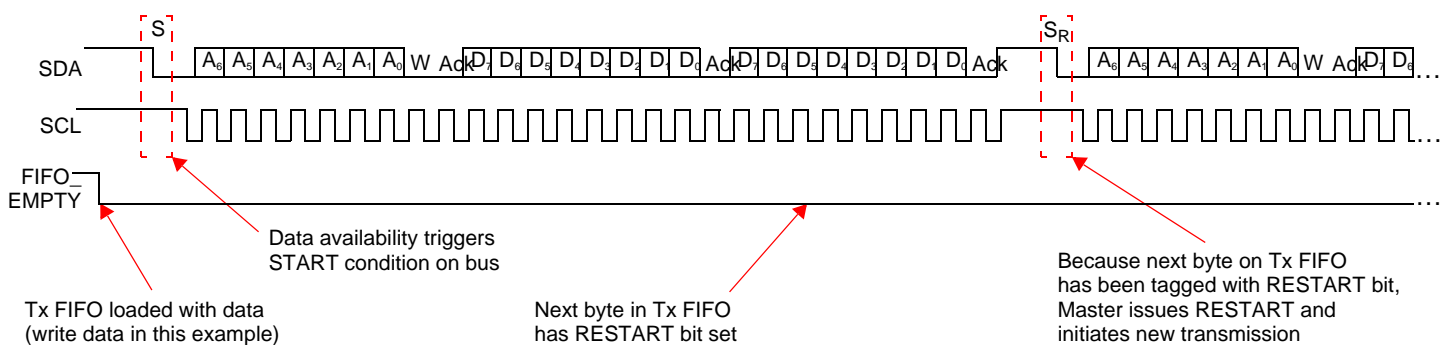 S S_R
SDA A₆ A₅ A₄ A₃ A₂ A₁ A₀ W Ack D₇ D₆ D₅ D₄ D₃ D₂ D₁ D₀ Ack D₇ D₆ D₅ D₄ D₃ D₂ D₁ D₀ Ack A₆ A₅ A₄ A₃ A₂ A₁ A₀ W Ack D₇ D₆ ...
SCL ...
FIFO_
EMPTY ...
Data availability triggers
START condition on bus
Tx FIFO loaded with data
(write data in this example)
Next byte in Tx FIFO
has RESTART bit set
Because next byte on Tx FIFO
has been tagged with RESTART bit,
Master issues RESTART and
initiates new transmission